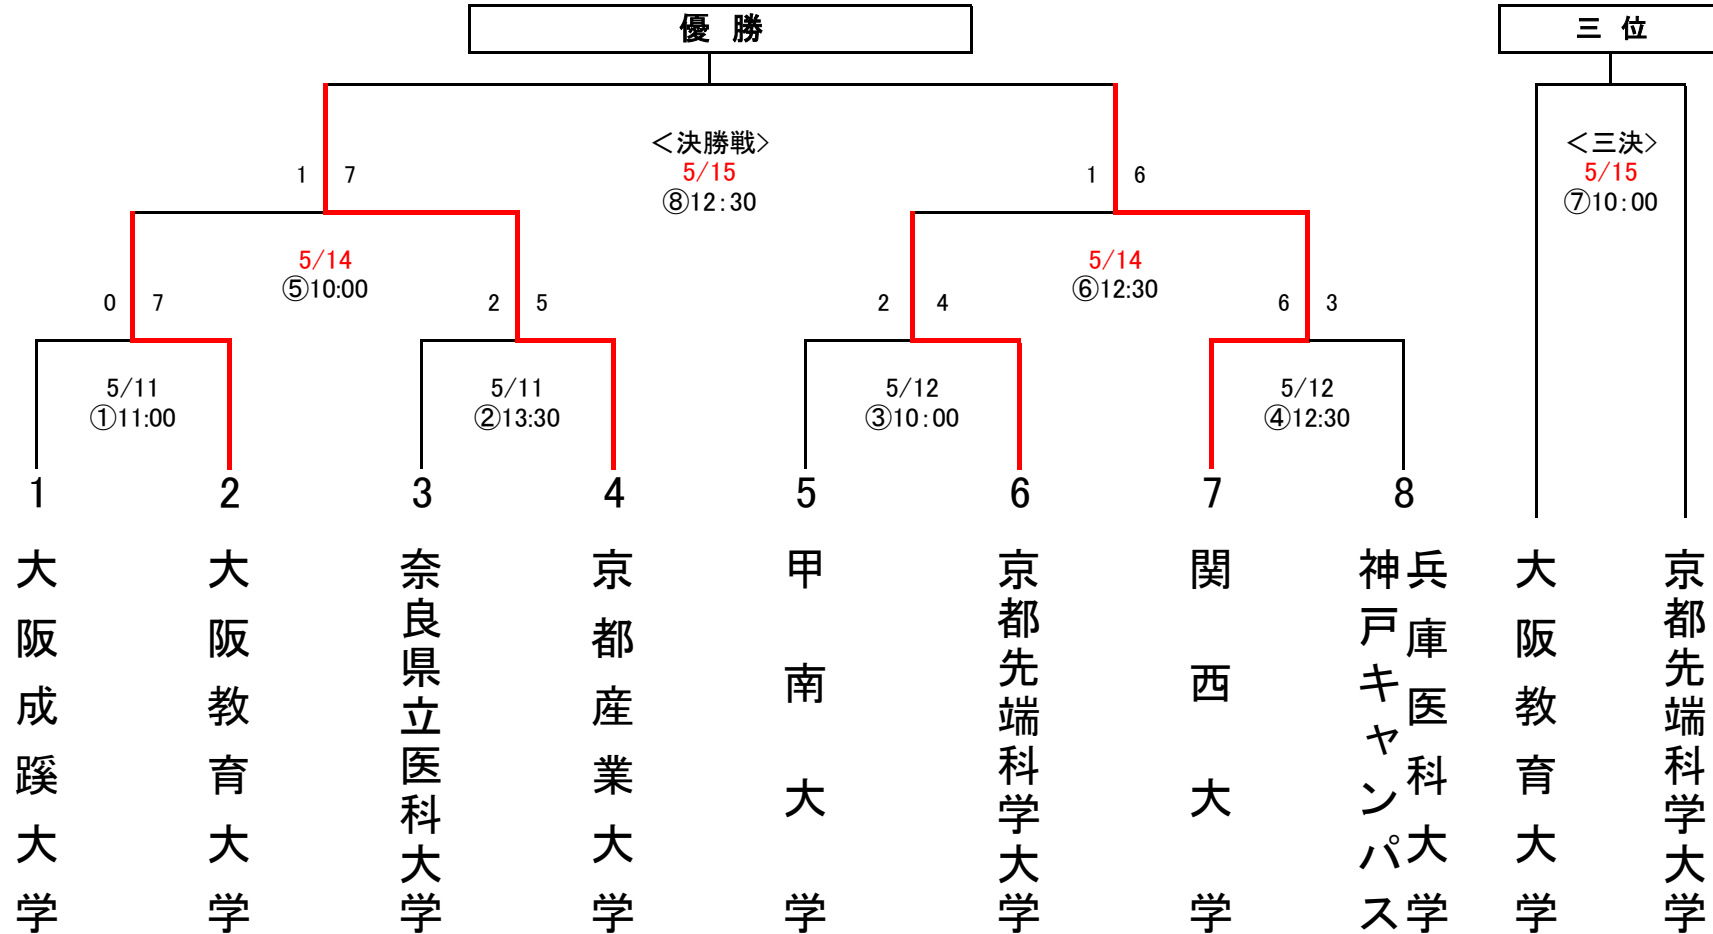 優 勝
三 位
＜決勝戦＞
5/15
⑧12:30
＜三決＞
5/15
⑦10:00
1 7
1 6
5/14
⑤10:00
5/14
⑥12:30
0 7
2 5
2 4
6 3
5/11
①11:00
5/11
②13:30
5/12
③10:00
5/12
④12:30
1
2
3
4
5
6
7
8
大阪成蹊大学
大阪教育大学
奈良県立医科大学
京都産業大学
甲南大学
京都先端科学大学
関西大学
兵庫医科大学
神戸キャンパス
大阪教育大学
京都先端科学大学